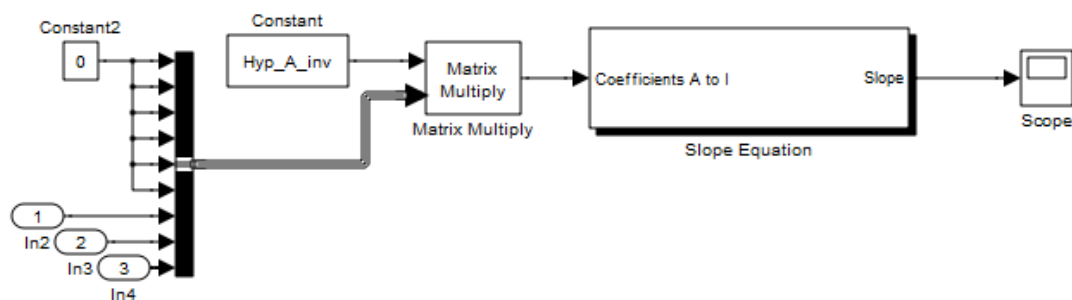 Constant2
0
Constant
Hyp_A_inv
Matrix
Multiply
Matrix Multiply
Coefficients A to I
Slope
Slope Equation
Scope
1
In2
2
In3
3
In4